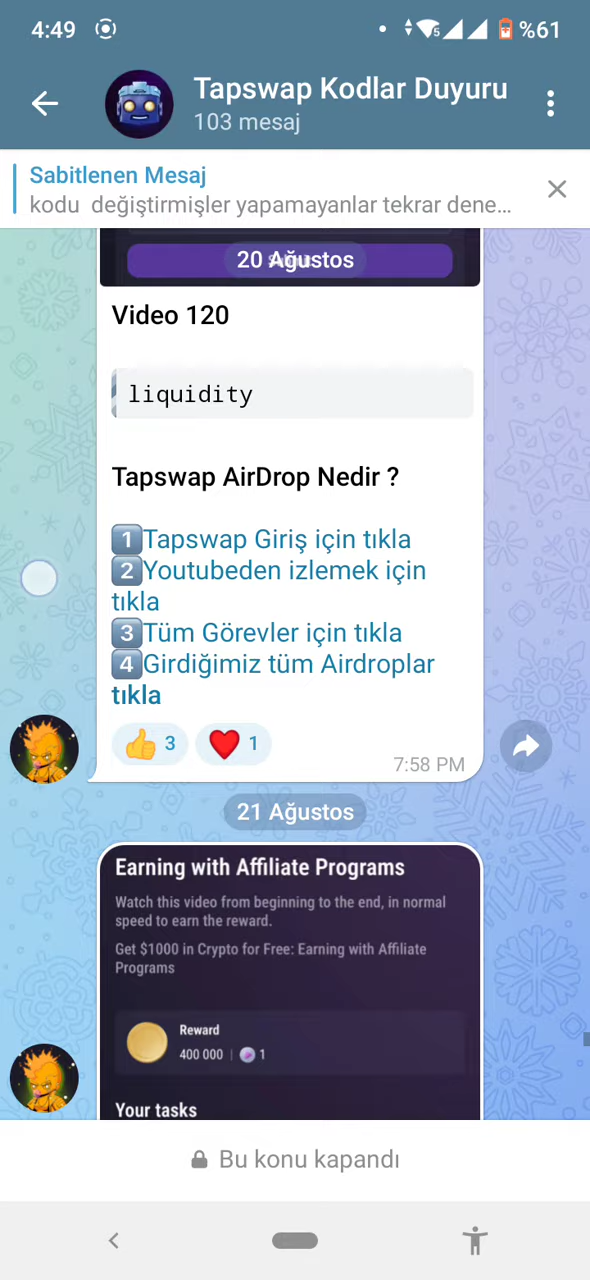 4:49
%61
Tapswap Kodlar Duyuru
103 mesaj
Sabitlenen Mesaj
kodu  değiştirmişler yapamayanlar tekrar dene...
20 Ağustos
Video 120
liquidity
Tapswap AirDrop Nedir ?
1 Tapswap Giriş için tıkla
2 Youtubeden izlemek için
tıkla
3 Tüm Görevler için tıkla
4 Girdiğimiz tüm Airdroplar
tıkla
3
1
7:58 PM
21 Ağustos
Earning with Affiliate Programs
Watch this video from beginning to the end, in normal
speed to earn the reward.
Get $1000 in Crypto for Free: Earning with Affiliate
Programs
Reward
400 000 | 1
Your tasks
Bu konu kapandı